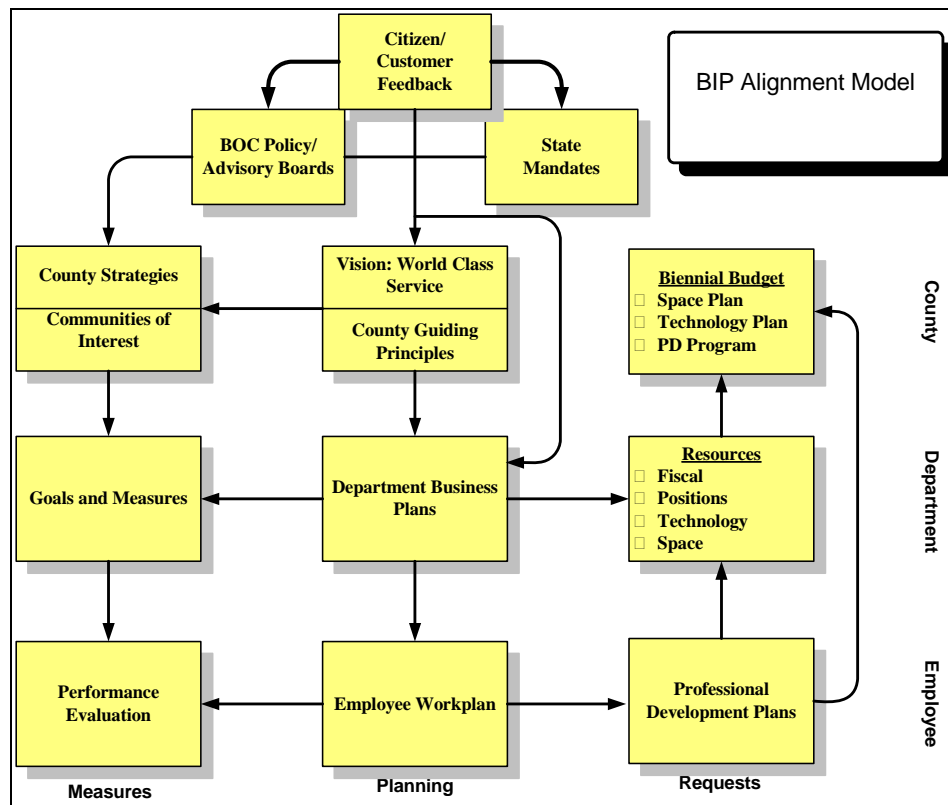 Citizen/
Customer
Feedback
BIP Alignment Model
BOC Policy/
Advisory Boards
State
Mandates
County Strategies
Communities of
Interest
Vision: World Class
Service
County Guiding
Principles
Biennial Budget
Space Plan
Technology Plan
PD Program
County
Goals and Measures
Department Business
Plans
Resources
Fiscal
Positions
Technology
Space
Department
Performance
Evaluation
Employee Workplan
Professional
Development Plans
Employee
Measures
Planning
Requests